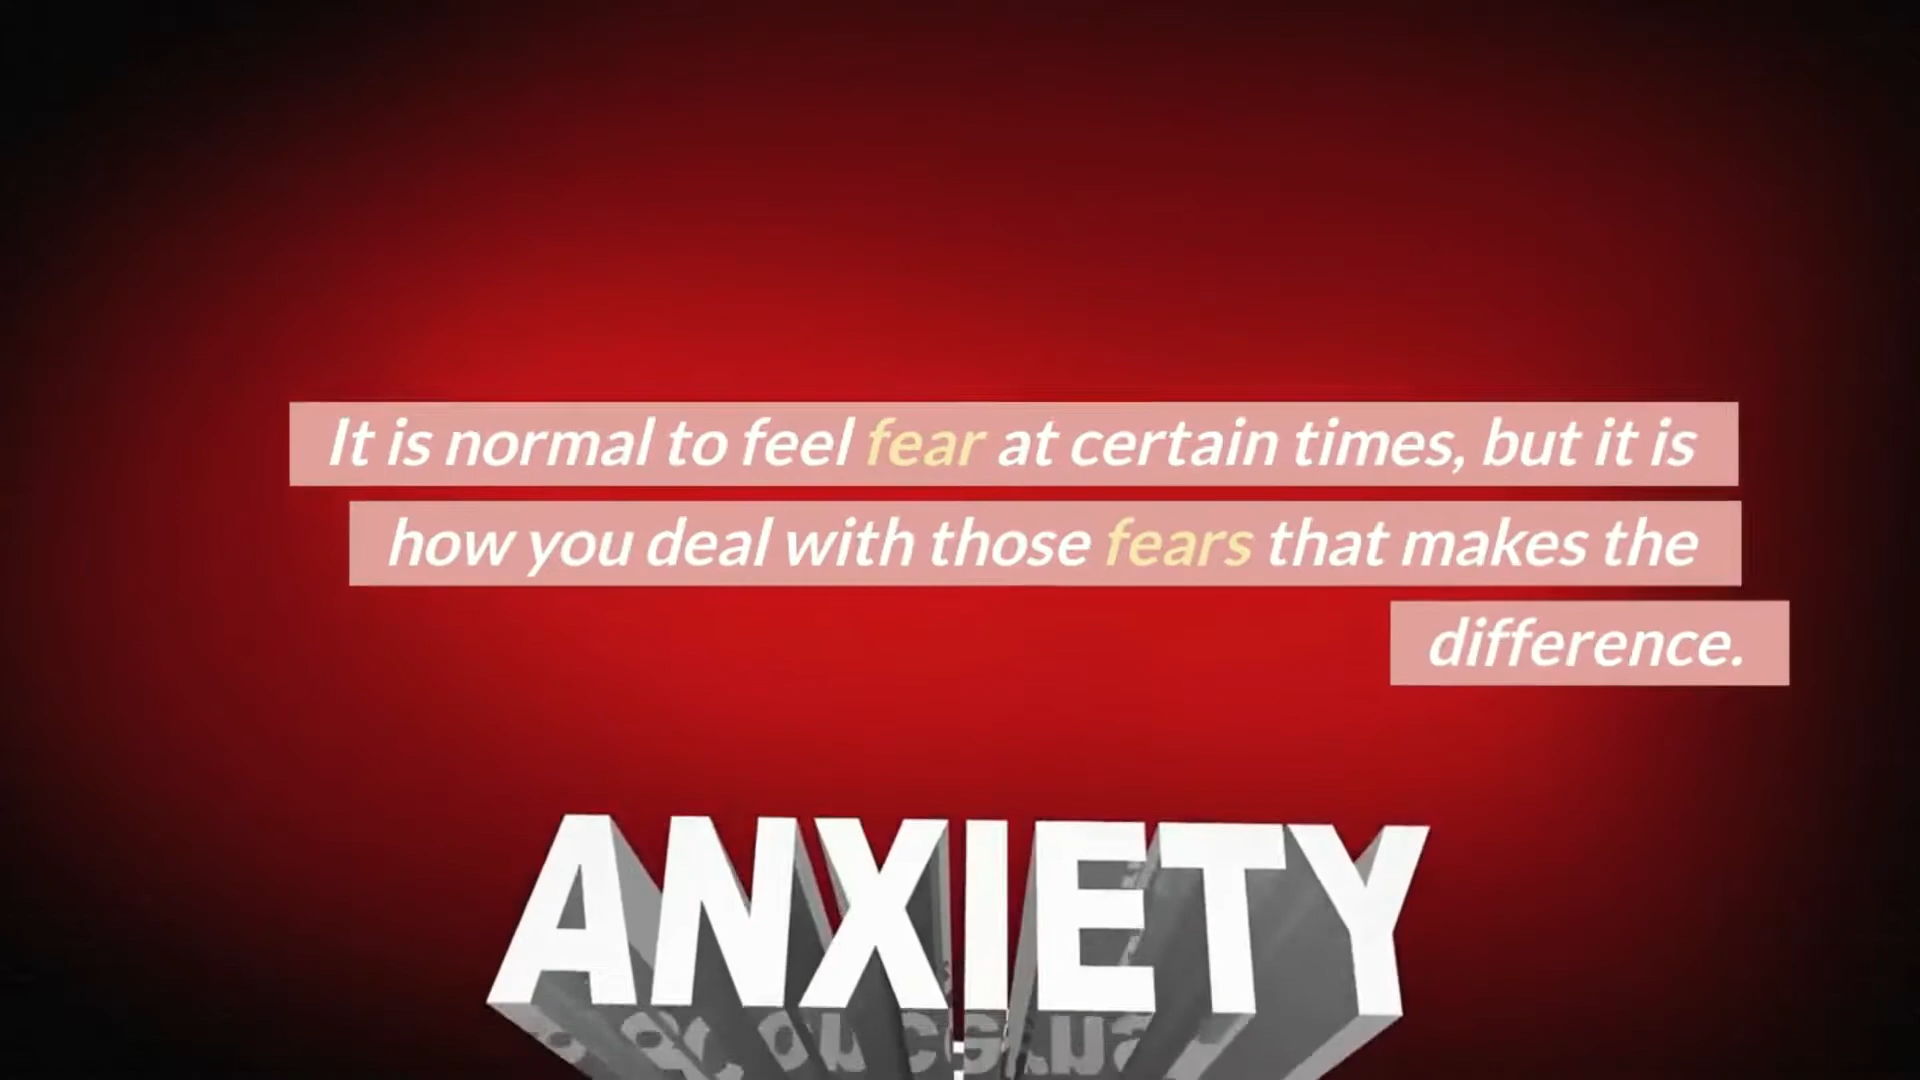 It is normal to feel fear at certain times, but it is
how you deal with those fears that makes the
difference.
ANXIETY